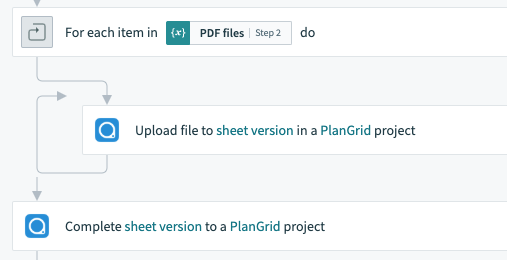 For each item in {x} PDF files | Step 2 do
Upload file to sheet version in a PlanGrid project
Complete sheet version to a PlanGrid project